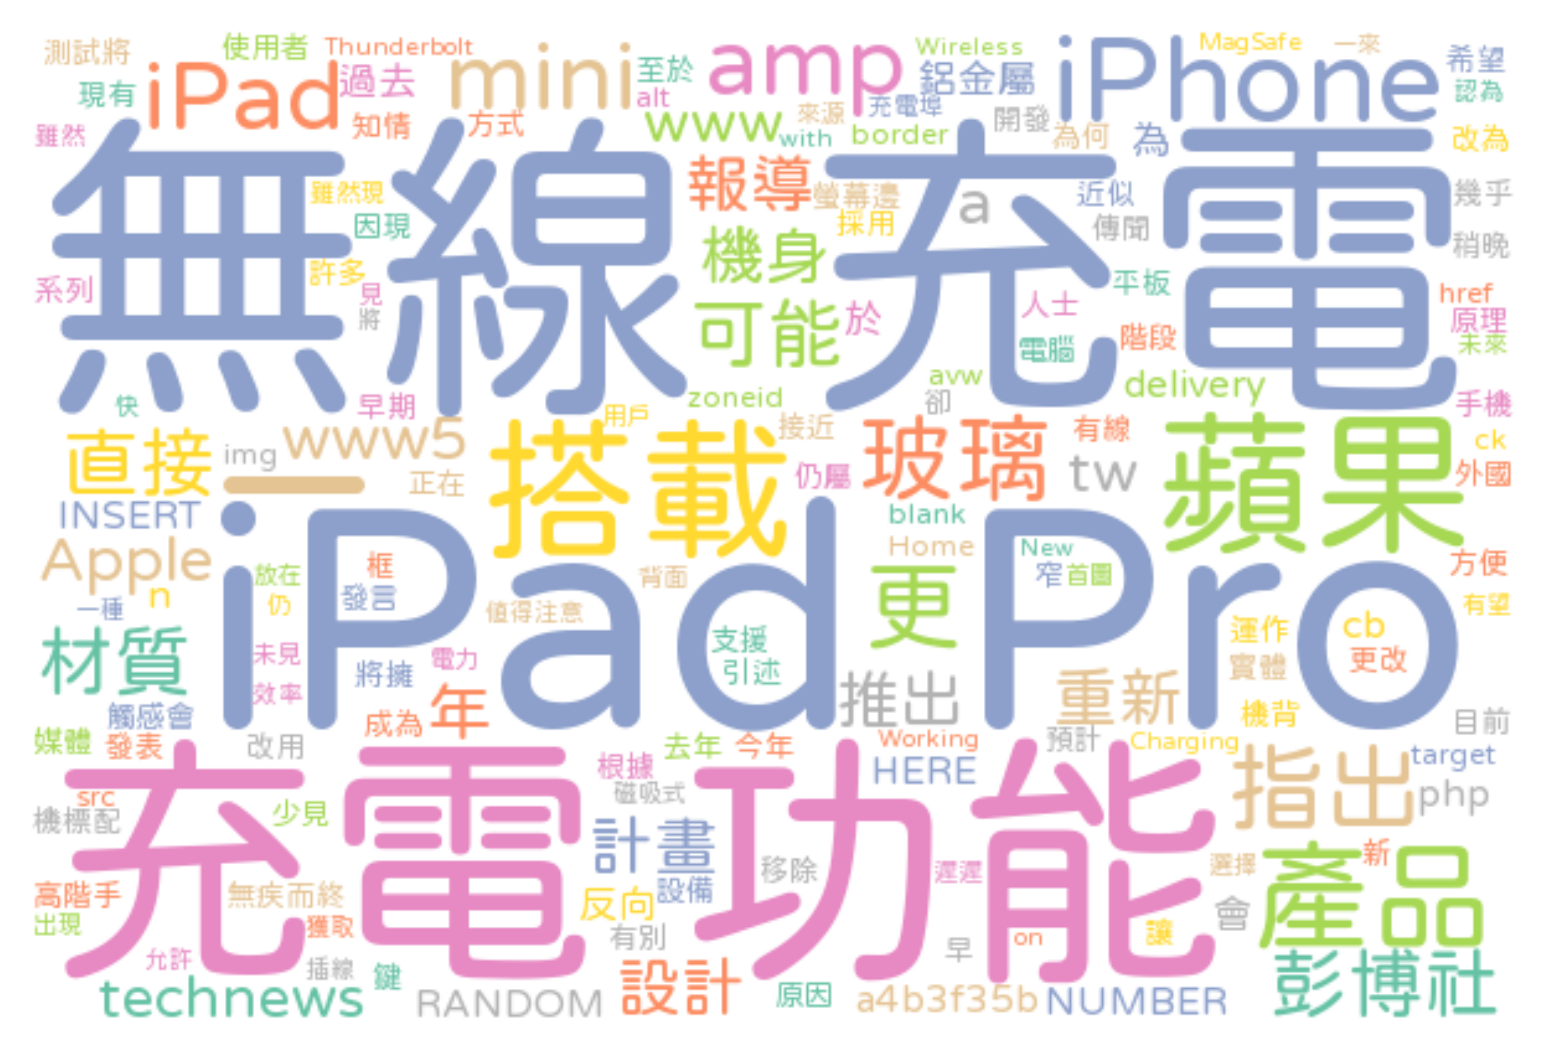 測試將 使用者 Thunderbolt mini 至於 amp Wireless iPhone MagSafe 一來 希望
現有 iPad 過去 alt 鋁金屬 認為
雖然 知情 方式 www with 來源 充電埠 border 開發 為何 為 改為
無線充電
雖然現 報導 螢幕邊 a 近似 幾乎
因現 採用 傳聞 稍晚
系列 許多 見 機身 平板 href
將 可能 於 人士 階段 原理
電腦 未來
快 早期 zoneid avw 卻 delivery 手機
直接 img www5 用戶 接近 有線 ck
一 正在 搭載 仍屬 玻璃 tw 蘋果 外國
INSERT blank
Apple iPad Pro
n 放在 框 背面 Home New 方便
一種 仍 發言 值得注意 更 窄 首圖 有望
材質 未見 電力 支援 運作 cb
效率 將擁 引述 實體 更改
觸感會 成為 年 推出 重新 機背 目前
媒體 發表 改用 根據 去年 今年 Working 預計 Charging target
充電功能
src 少見 磁吸式 HERE 指出 php
機標配 計畫 移除 遲遲 選擇 新
高階手 無疾而終 反向 設備 會 產品
出現 獲取 有別 早 on 讓
允許 插線 鍵 彭博社
technews RANDOM 設計 原因 a4b3f35b NUMBER